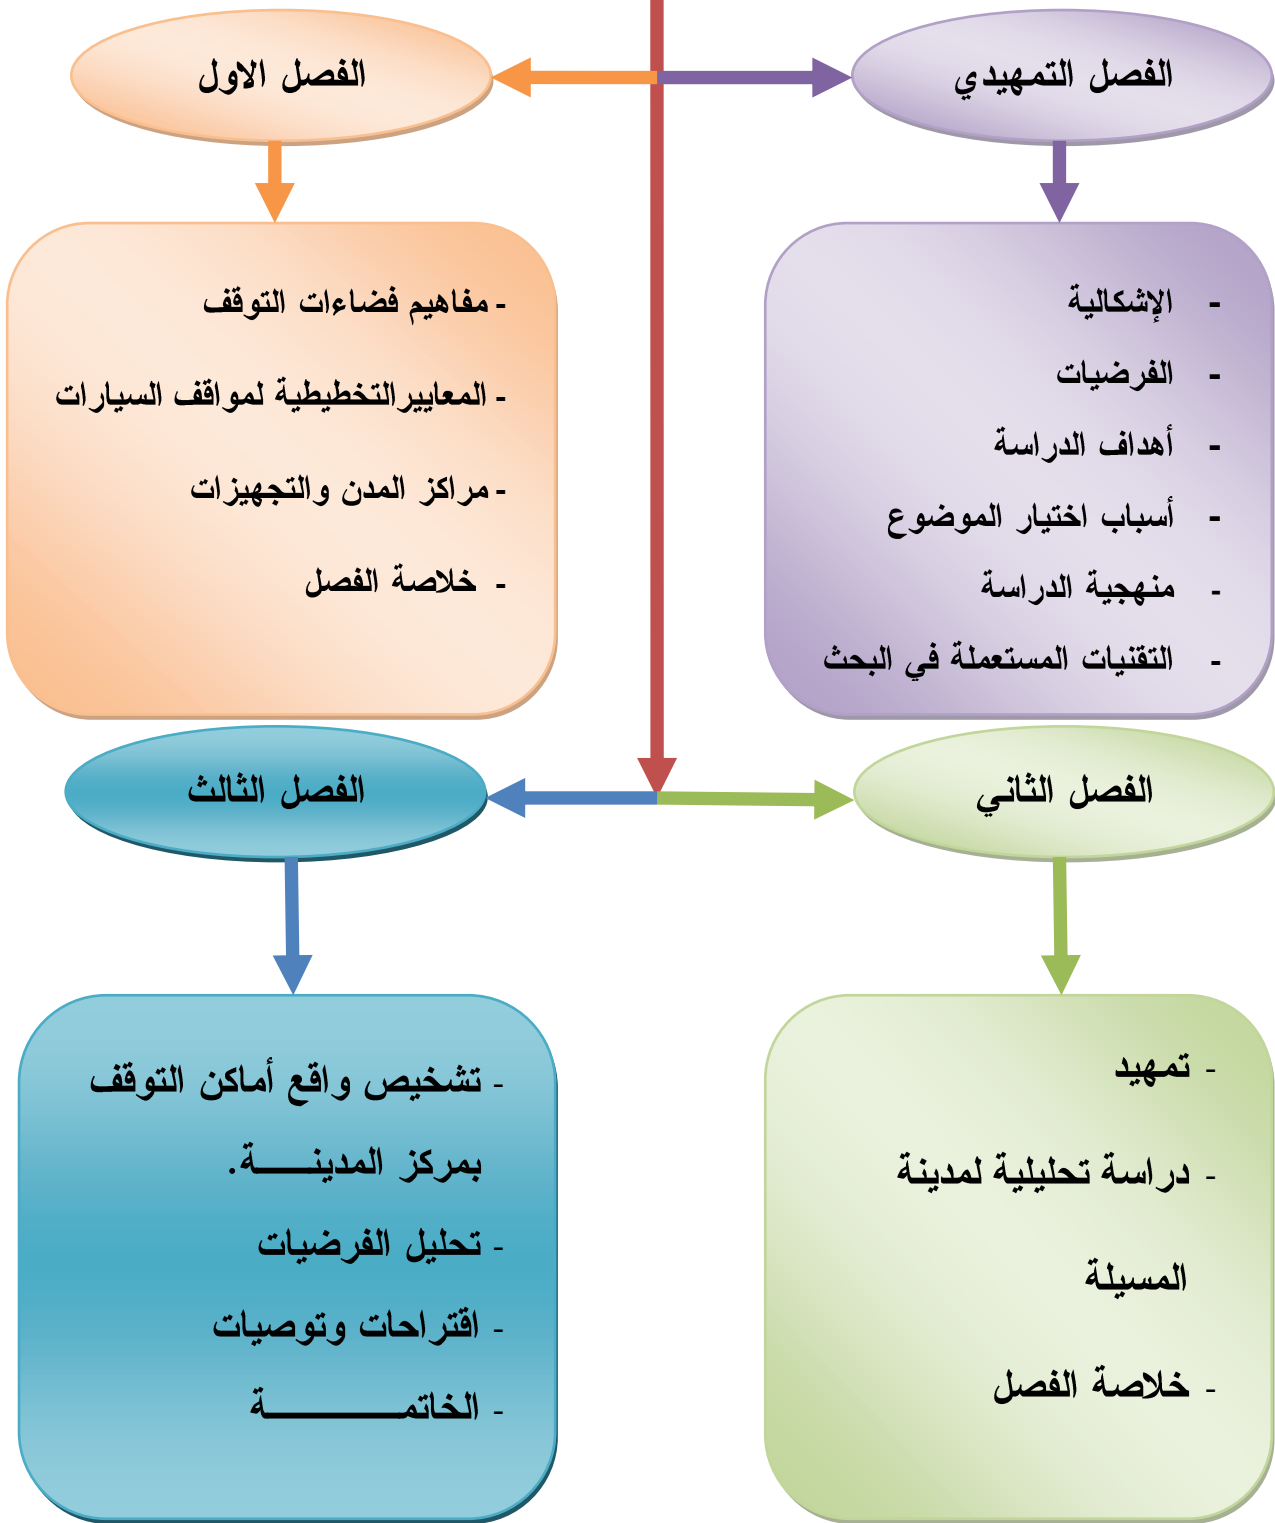 الفصل التمهيدي
- الإشكالية
- الفرضيات
- أهداف الدراسة
- أسباب اختيار الموضوع
- منهجية الدراسة
- التقنيات المستعملة في البحث
الفصل الاول
- مفاهيم فضاءات التوقف
- المعاييرالتخطيطية لمواقف السيارات
- مراكز المدن والتجهيزات
- خلاصة الفصل
الفصل الثاني
- تمهيد
- دراسة تحليلية لمدينة
المسيلة
- خلاصة الفصل
الفصل الثالث
- تشخيص واقع أماكن التوقف
بمركز المدينـــــة.
- تحليل الفرضيات
- اقتراحات وتوصيات
- الخاتمــــــــــــة